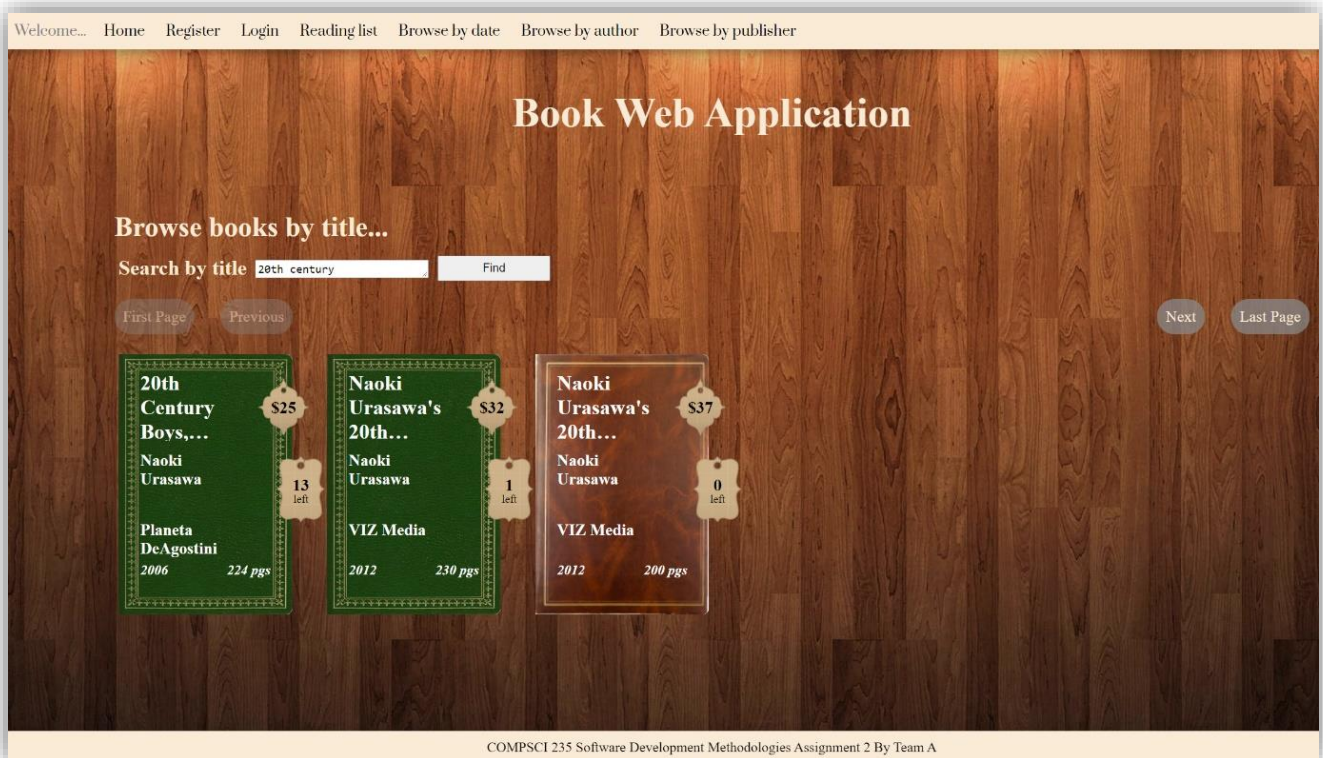 Welcome... Home Register Login Reading list Browse by date Browse by author Browse by publisher
Book Web Application
Browse books by title...
Search by title 20th century Find
First Page Previous Next Last Page
20th
Century
Boys,...
$25
Naoki
Urasawa
13
left
Planeta
DeAgostini
2006 224 pgs
Naoki
Urasawa's
20th...
$32
Naoki
Urasawa
1
left
VIZ Media
2012 230 pgs
Naoki
Urasawa's
20th...
$37
Naoki
Urasawa
0
left
VIZ Media
2012 200 pgs
COMPSCI 235 Software Development Methodologies Assignment 2 By Team A